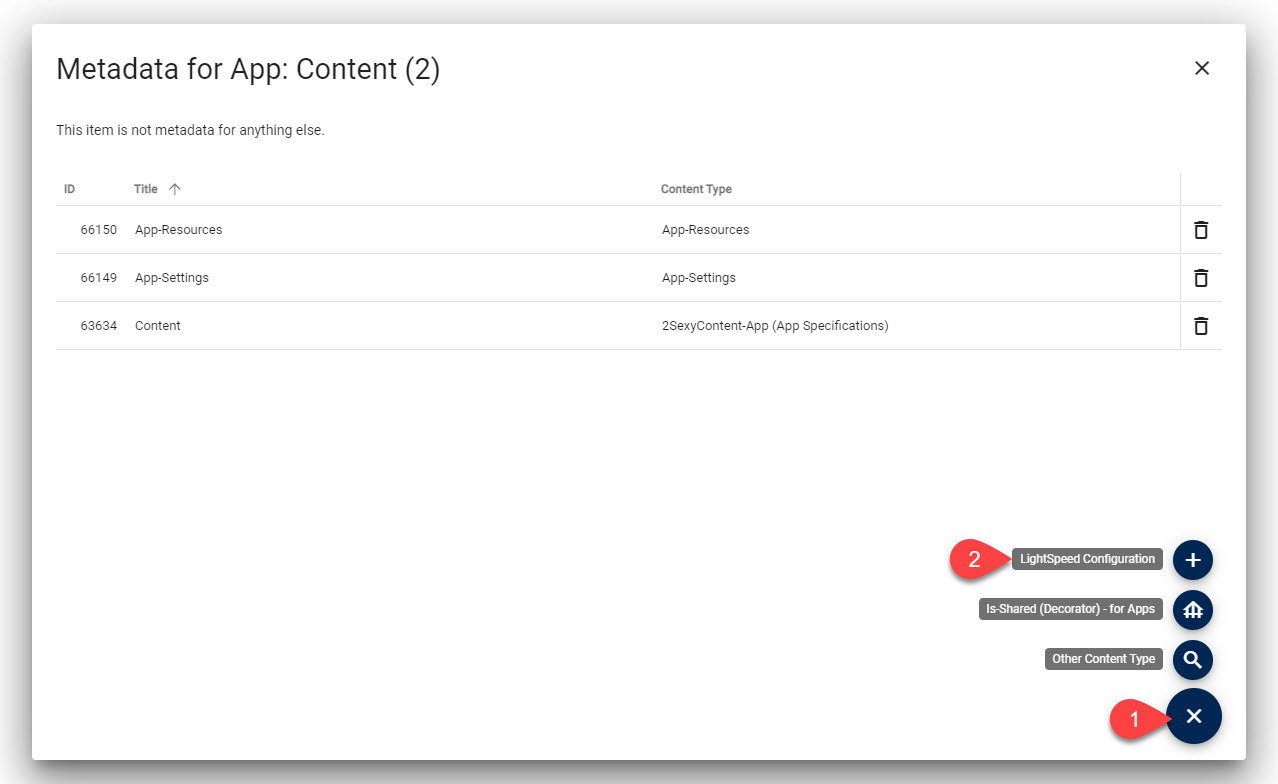 Metadata for App: Content (2)
This item is not metadata for anything else.
ID Title Content Type
66150 App-Resources App-Resources
66149 App-Settings App-Settings
63634 Content 2SexyContent-App (App Specifications)
2 LightSpeed Configuration
Is-Shared (Decorator) - for Apps
Other Content Type
1